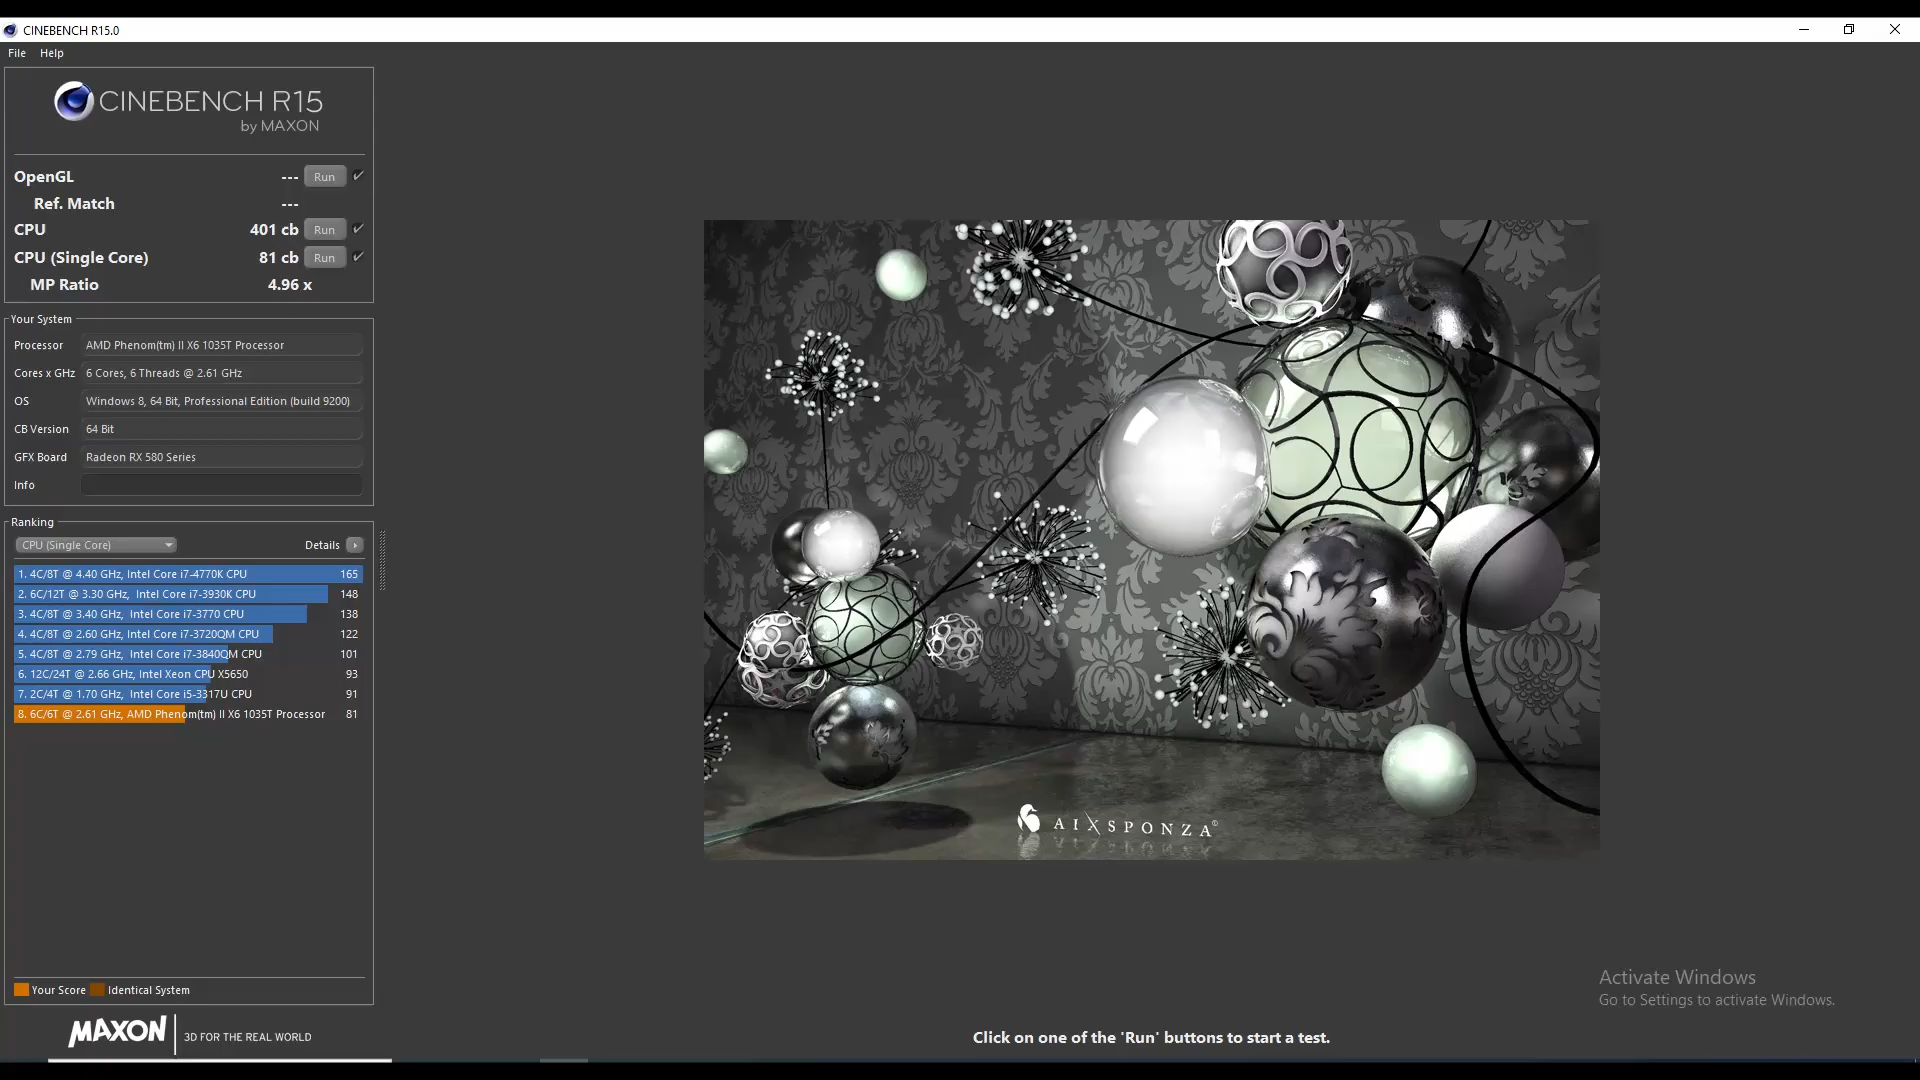 CINEBENCH R15.0
File Help
CINEBENCH R15
by MAXON
OpenGL --- Run
Ref. Match ---
CPU 401 cb Run
CPU (Single Core) 81 cb Run
MP Ratio 4.96 x
Your System
Processor AMD Phenom(tm) II X6 1035T Processor
Cores x GHz 6 Cores, 6 Threads @ 2.61 GHz
OS Windows 8, 64 Bit, Professional Edition (build 9200)
CB Version 64 Bit
GFX Board Radeon RX 580 Series
Info
Ranking
CPU (Single Core) Details
1. 4C/8T @ 4.40 GHz, Intel Core i7-4770K CPU 165
2. 6C/12T @ 3.30 GHz, Intel Core i7-3930K CPU 148
3. 4C/8T @ 3.40 GHz, Intel Core i7-3770 CPU 138
4. 4C/8T @ 2.60 GHz, Intel Core i7-3720QM CPU 122
5. 4C/8T @ 2.79 GHz, Intel Core i7-3840QM CPU 101
6. 12C/24T @ 2.66 GHz, Intel Xeon CPU X5650 93
7. 2C/4T @ 1.70 GHz, Intel Core i5-3317U CPU 91
8. 6C/6T @ 2.61 GHz, AMD Phenom(tm) II X6 1035T Processor 81
Your Score Identical System
MAXON 3D FOR THE REAL WORLD
AIXSPONZA©
Activate Windows
Go to Settings to activate Windows.
Click on one of the 'Run' buttons to start a test.